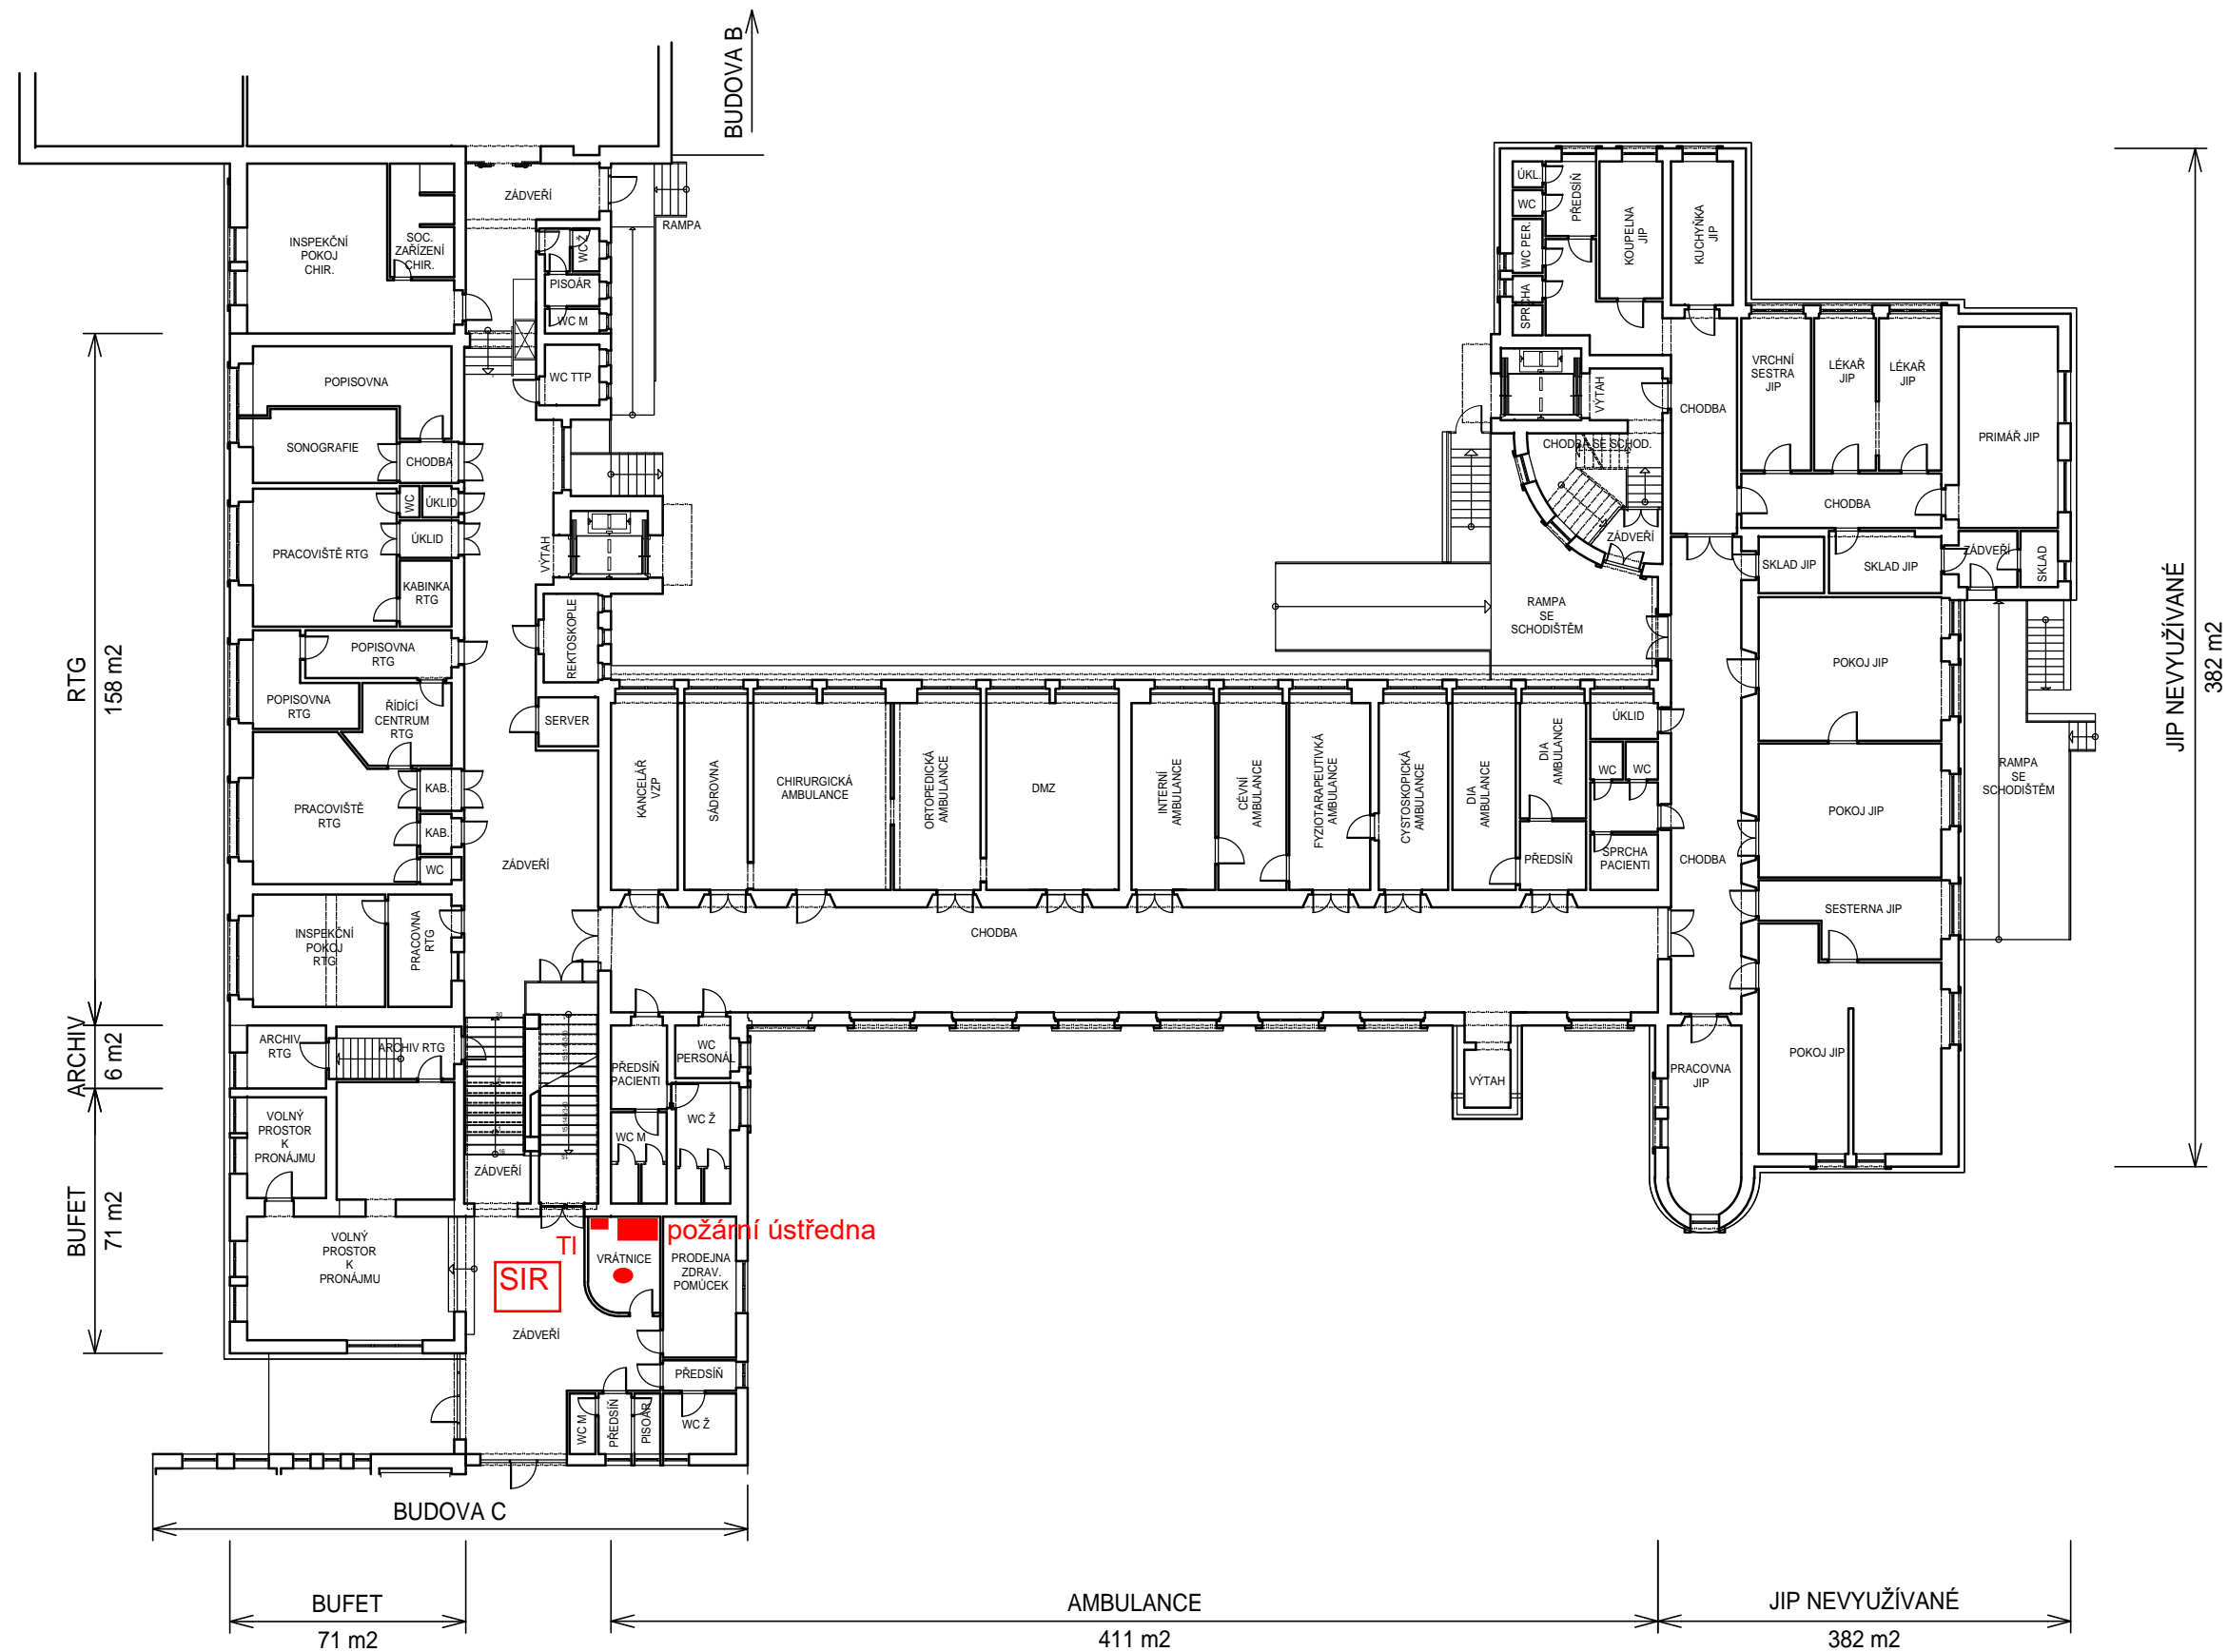 BUDOVA B
ZÁDVEŘÍ
RAMPA
INSPEKČNÍ
POKOJ
CHIR.
SOC.
ZAŘÍZENÍ
CHIR.
WC Ž
PISOÁR
WC M
WC TTP
POPISOVNA
SONOGRAFIE
CHODBA
WC
ÚKLID
PRACOVIŠTĚ RTG
ÚKLID
KABINKA
RTG
VÝTAH
REKTOSKOPLE
POPISOVNA
RTG
POPISOVNA
RTG
ŘÍDÍCÍ
CENTRUM
RTG
SERVER
PRACOVIŠTĚ
RTG
KAB.
KAB.
WC
ZÁDVEŘÍ
INSPEKČNÍ
POKOJ
RTG
PRACOVNA
RTG
RTG
158 m2
ARCHIV
6 m2
BUFET
71 m2
ARCHIV
RTG
ARCHIV RTG
VOLNÝ
PROSTOR
K
PRONÁJMU
ZÁDVEŘÍ
VOLNÝ
PROSTOR
K
PRONÁJMU
PŘEDSÍŇ
PACIENTI
WC
PERSONÁL
WC M
WC Ž
TI
požární ústředna
SIR
VRÁTNICE
PRODEJNA
ZDRAV.
POMŮCEK
ZÁDVEŘÍ
PŘEDSÍŇ
WC M
PŘEDSÍŇ
PISOÁR
WC Ž
KANCELÁŘ
VZP
SÁDROVNA
CHIRURGICKÁ
AMBULANCE
ORTOPEDICKÁ
AMBULANCE
DMZ
INTERNÍ
AMBULANCE
CÉVNÍ
AMBULANCE
FYZIOTARAPEUTIVKÁ
AMBULANCE
CYSTOSKOPICKÁ
AMBULANCE
DIA
AMBULANCE
DIA
AMBULANCE
PŘEDSÍŇ
ÚKLID
WC
WC
SPRCHA
PACIENTI
CHODBA
VÝTAH
ÚKL.
WC
WC PER.
SPRCHA
PŘEDSÍŇ
KOUPELNA
JIP
KUCHYŇKA
JIP
VÝTAH
CHODBA
CHODBA SE SCHOD.
ZÁDVEŘÍ
RAMPA
SE
SCHODIŠTĚM
VRCHNÍ
SESTRA
JIP
LÉKAŘ
JIP
LÉKAŘ
JIP
PRIMÁŘ JIP
CHODBA
SKLAD JIP
SKLAD JIP
ZÁDVEŘÍ
SKLAD
POKOJ JIP
POKOJ JIP
RAMPA
SE
SCHODIŠTĚM
CHODBA
SESTERNA JIP
PRACOVNA
JIP
POKOJ JIP
JIP NEVYUŽÍVANÉ
382 m2
BUDOVA C
BUFET
71 m2
AMBULANCE
411 m2
JIP NEVYUŽÍVANÉ
382 m2